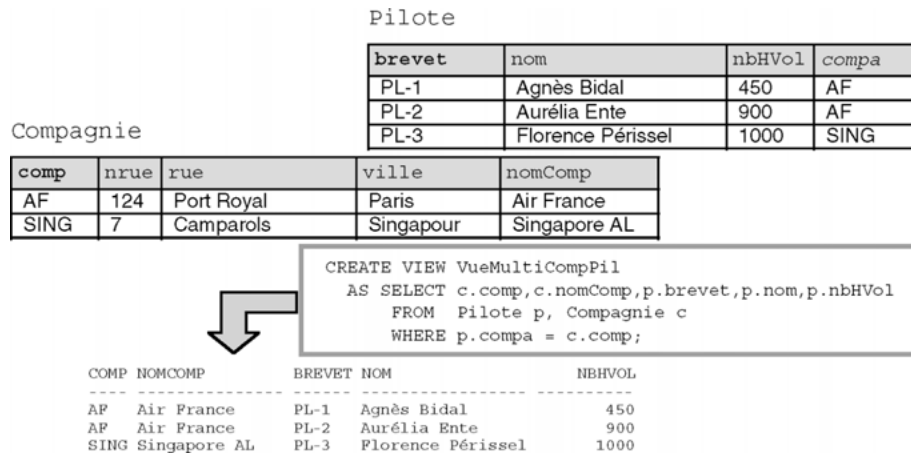 Pilote
brevet nom nbHVol compa
PL-1 Agnès Bidal 450 AF
PL-2 Aurélia Ente 900 AF
PL-3 Florence Périssel 1000 SING
Compagnie
comp nrue rue ville nomComp
AF 124 Port Royal Paris Air France
SING 7 Camparols Singapour Singapore AL
CREATE VIEW VueMultiCompPil
AS SELECT c.comp,c.nomComp,p.brevet,p.nom,p.nbHVol
FROM Pilote p, Compagnie c
WHERE p.compa = c.comp;
COMP NOMCOMP BREVET NOM NBHVOL
---- --------------- ------ ---------------- ----------
AF Air France PL-1 Agnès Bidal 450
AF Air France PL-2 Aurélia Ente 900
SING Singapore AL PL-3 Florence Périssel 1000